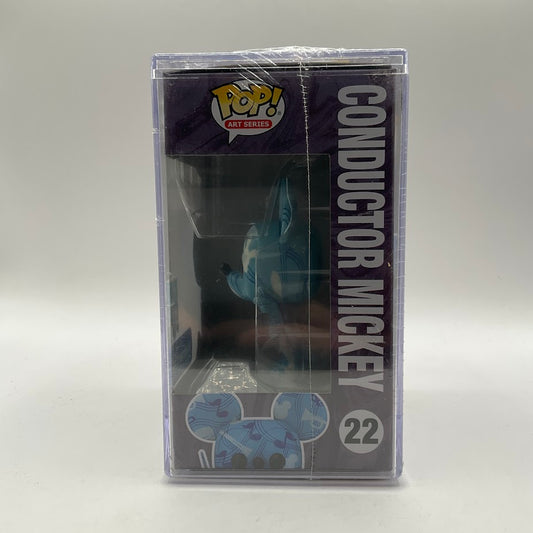 POP!
ART SERIES
CONDUCTOR MICKEY
22